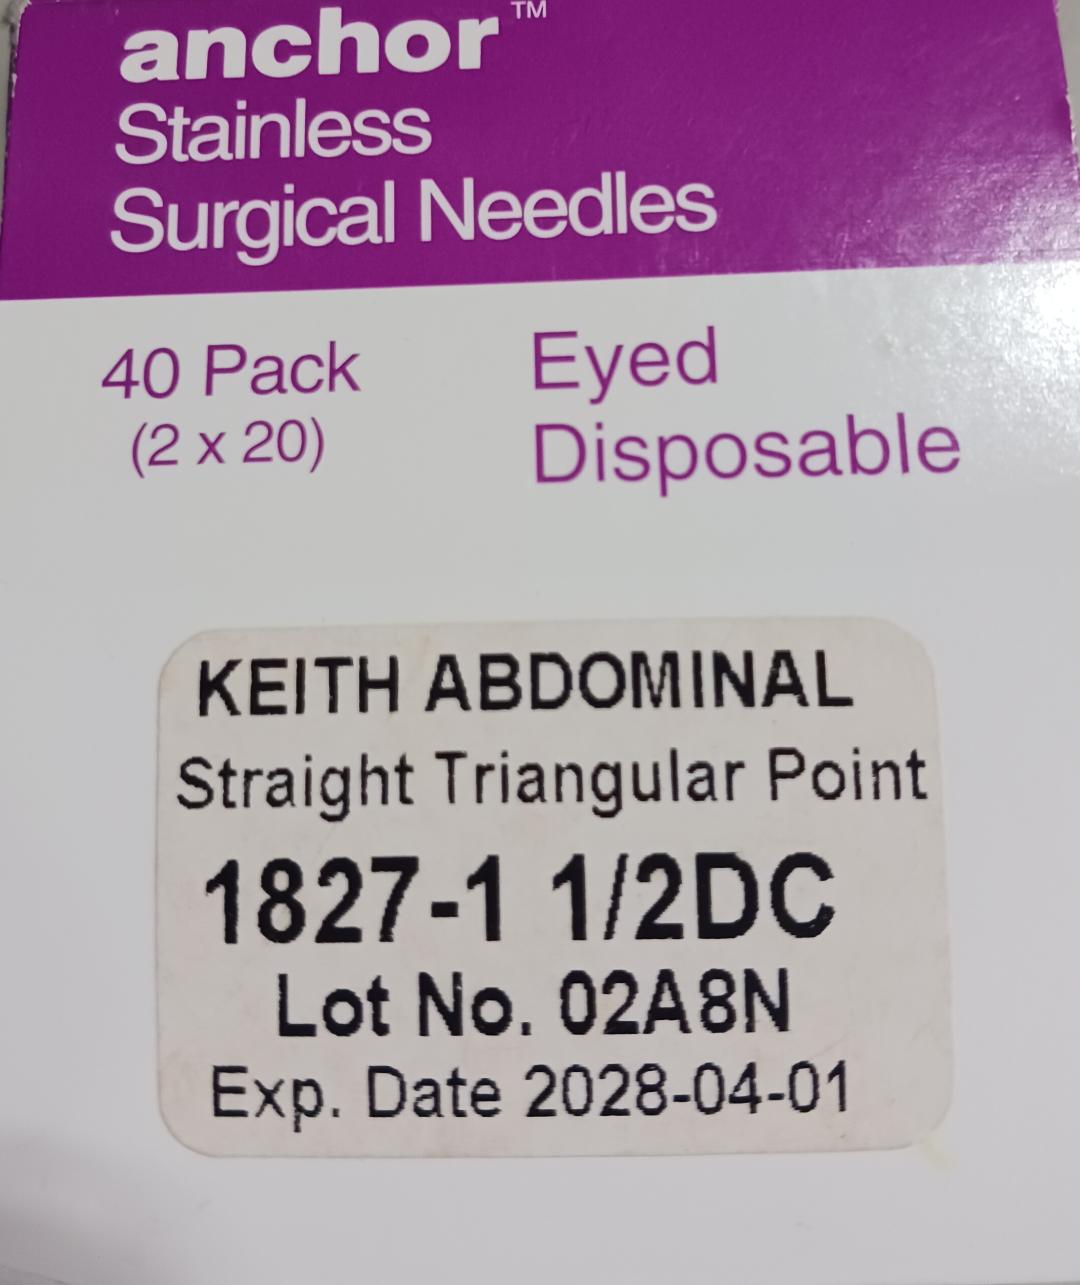 anchor™
Stainless
Surgical Needles
40 Pack
(2 x 20)
Eyed
Disposable
KEITH ABDOMINAL
Straight Triangular Point
1827-1 1/2DC
Lot No. 02A8N
Exp. Date 2028-04-01